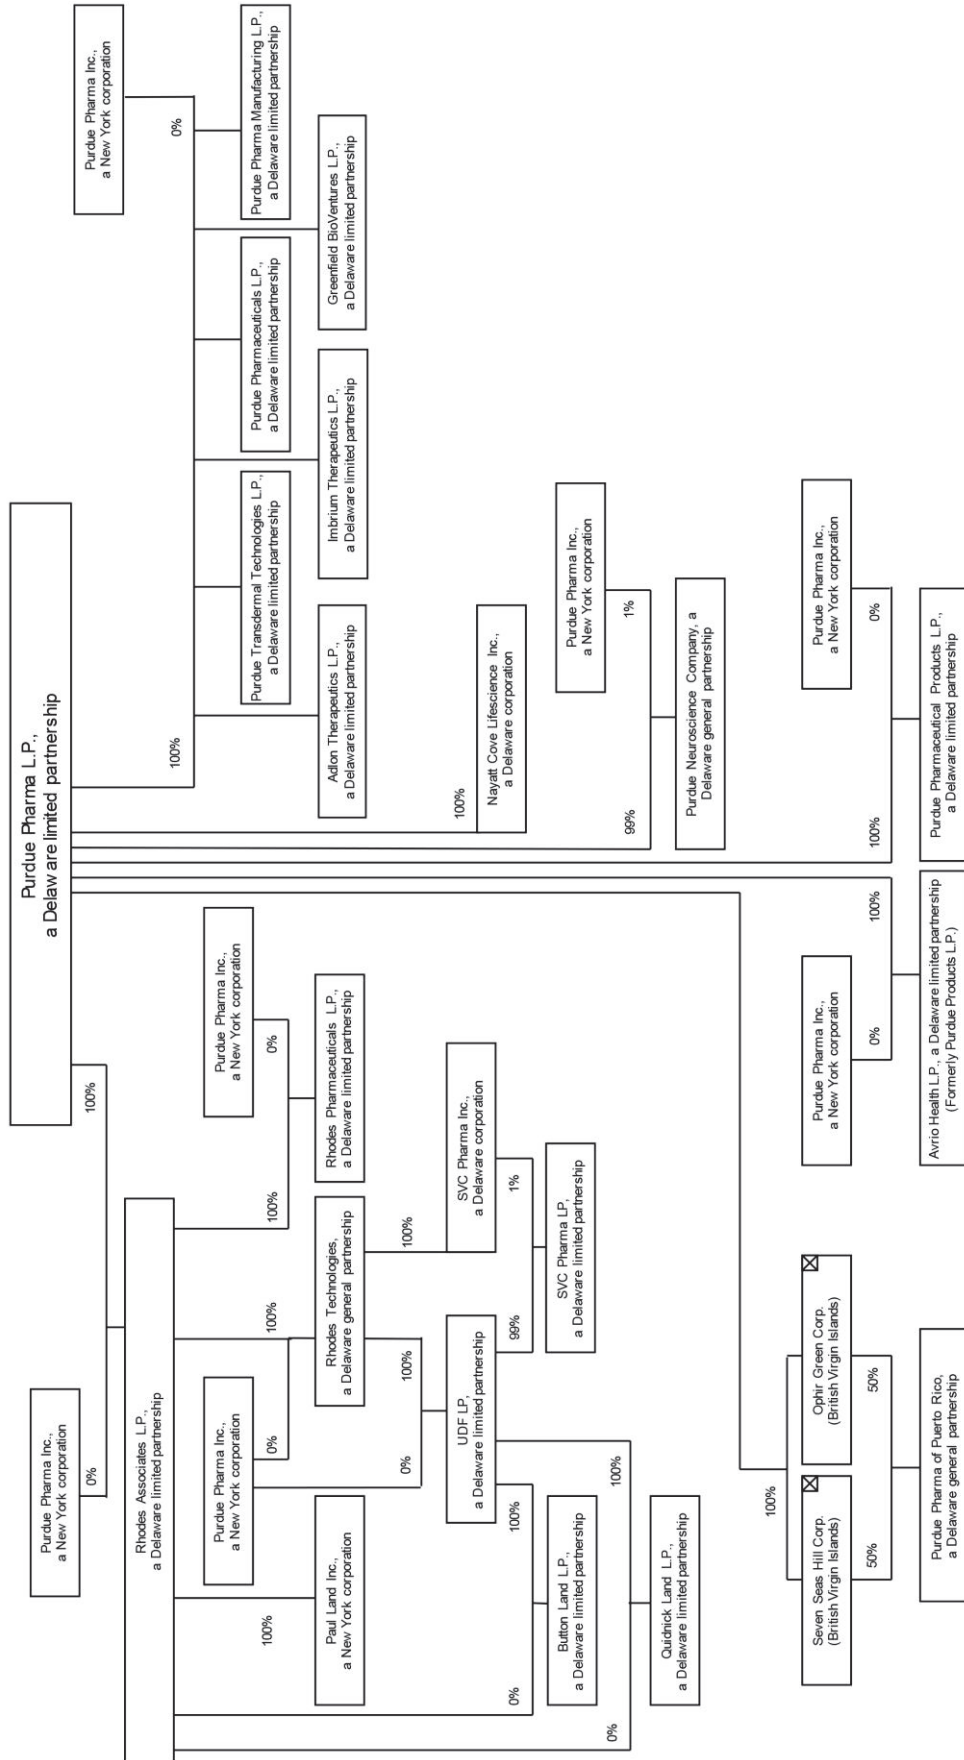 Purdue Pharma L.P.,
a Delaw are limited partnership
Purdue Pharma Inc.,
a New York corporation
0%
100%
Rhodes Associates L.P.,
a Delaware limited partnership
100%
Paul Land Inc.,
a New York corporation
Purdue Pharma Inc.,
a New York corporation
0%
100%
Rhodes Technologies,
a Delaware general partnership
100%
Purdue Pharma Inc.,
a New York corporation
0%
Rhodes Pharmaceuticals L.P.,
a Delaware limited partnership
0%
100%
UDF LP,
a Delaware limited partnership
100%
SVC Pharma Inc.,
a Delaware corporation
99%
1%
SVC Pharma LP,
a Delaware limited partnership
0%
100%
Button Land L.P.,
a Delaware limited partnership
0%
100%
Quidnick Land L.P.,
a Delaware limited partnership
100%
Purdue Pharma Inc.,
a New York corporation
0%
Purdue Transdermal Technologies L.P.,
a Delaware limited partnership
Purdue Pharmaceuticals L.P.,
a Delaware limited partnership
Purdue Pharma Manufacturing L.P.,
a Delaware limited partnership
Adlon Therapeutics L.P.,
a Delaware limited partnership
Imbrium Therapeutics L.P.,
a Delaware limited partnership
Greenfield BioVentures L.P.,
a Delaware limited partnership
100%
Nayatt Cove Lifescience Inc.,
a Delaware corporation
Purdue Pharma Inc.,
a New York corporation
99%
1%
Purdue Neuroscience Company, a
Delaware general partnership
100%
Seven Seas Hill Corp.
(British Virgin Islands)
Ophir Green Corp.
(British Virgin Islands)
50%
50%
Purdue Pharma of Puerto Rico,
a Delaware general partnership
Purdue Pharma Inc.,
a New York corporation
0%
100%
Avrio Health L.P., a Delaware limited partnership
(Formerly Purdue Products L.P.)
Purdue Pharma Inc.,
a New York corporation
100%
0%
Purdue Pharmaceutical Products L.P.,
a Delaware limited partnership